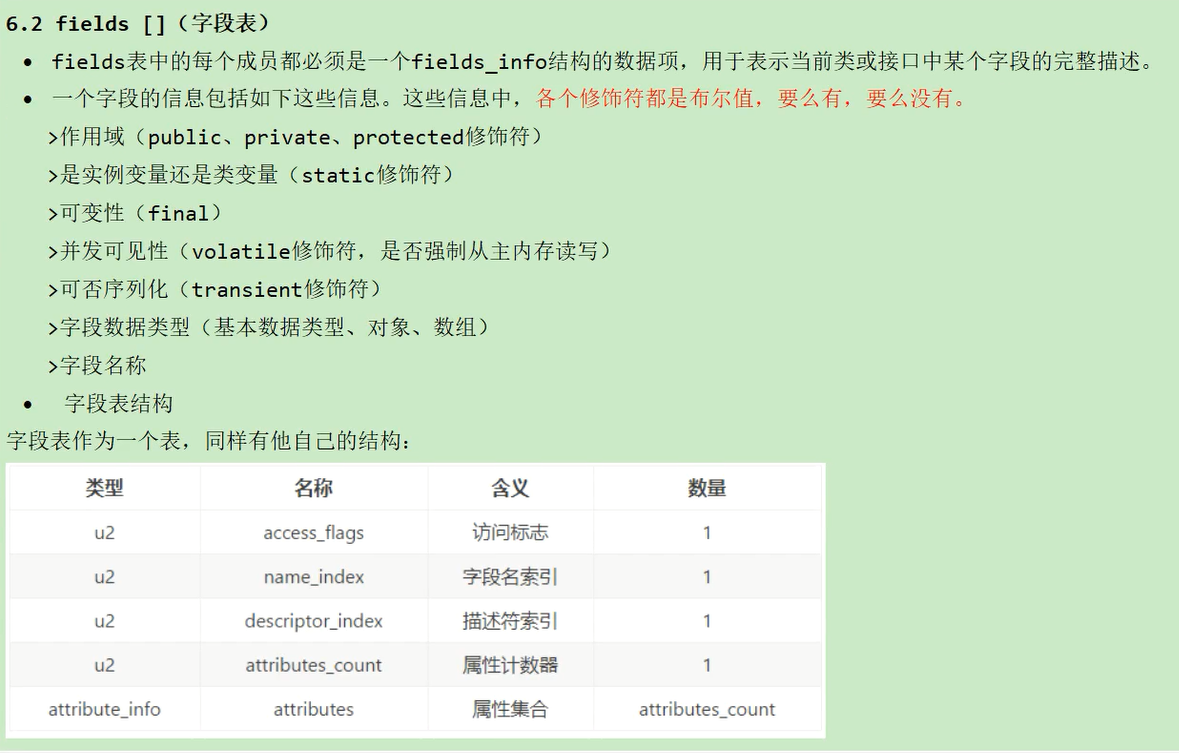 6.2 fields []（字段表）
• fields表中的每个成员都必须是一个fields_info结构的数据项，用于表示当前类或接口中某个字段的完整描述。
• 一个字段的信息包括如下这些信息。这些信息中，各个修饰符都是布尔值，要么有，要么没有。
>作用域（public、private、protected修饰符）
>是实例变量还是类变量（static修饰符）
>可变性（final）
>并发可见性（volatile修饰符，是否强制从主内存读写）
>可否序列化（transient修饰符）
>字段数据类型（基本数据类型、对象、数组）
>字段名称
• 字段表结构
字段表作为一个表，同样有他自己的结构：
类型 名称 含义 数量
u2 access_flags 访问标志 1
u2 name_index 字段名索引 1
u2 descriptor_index 描述符索引 1
u2 attributes_count 属性计数器 1
attribute_info attributes 属性集合 attributes_count